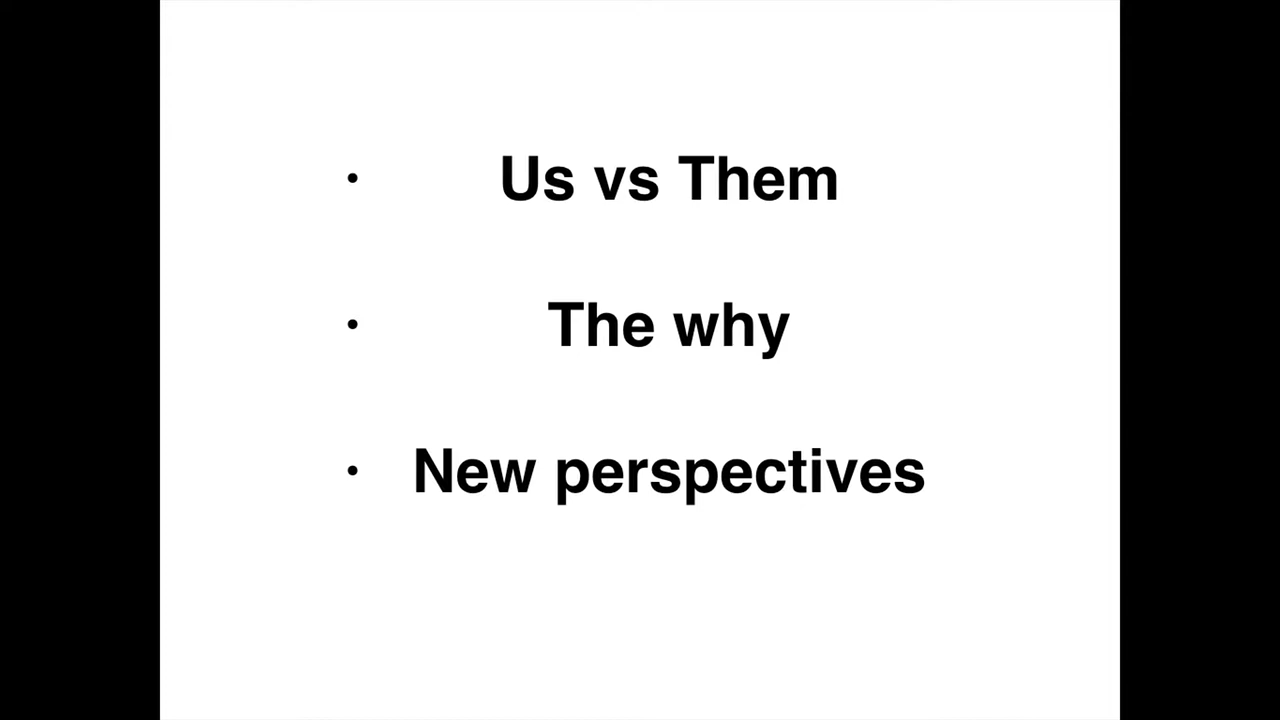 • Us vs Them
• The why
• New perspectives